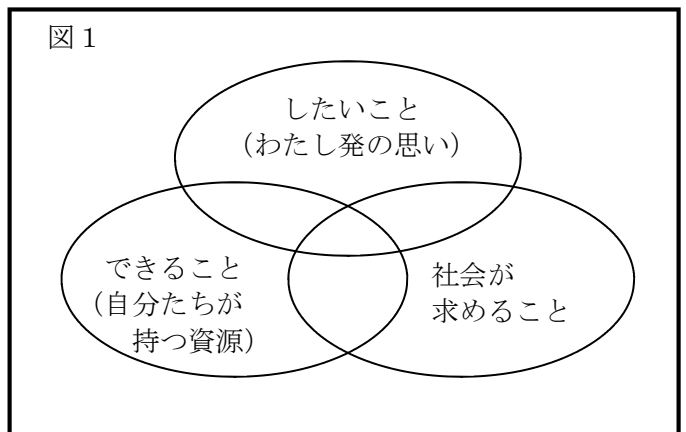 図１
したいこと
（わたし発の思い）
できること
（自分たちが
持つ資源）
社会が
求めること